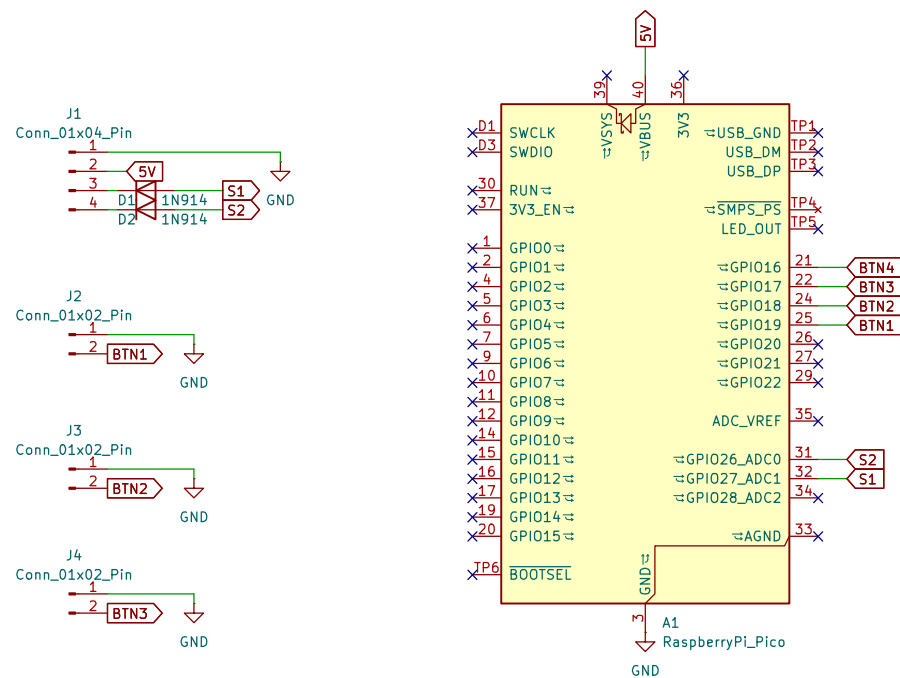 J1
Conn_01x04_Pin
1
2
5V
3
D1
1N914
S1
4
D2
1N914
S2
GND
J2
Conn_01x02_Pin
1
2
BTN1
GND
J3
Conn_01x02_Pin
1
2
BTN2
GND
J4
Conn_01x02_Pin
1
2
BTN3
GND
5V
39
40
36
VSYS
VBUS
3V3
D1 SWCLK
D3 SWDIO
30 RUN
37 3V3_EN
1 GPIO0
2 GPIO1
4 GPIO2
5 GPIO3
6 GPIO4
7 GPIO5
9 GPIO6
10 GPIO7
11 GPIO8
12 GPIO9
14 GPIO10
15 GPIO11
16 GPIO12
17 GPIO13
19 GPIO14
20 GPIO15
TP6 BOOTSEL
USB_GND TP1
USB_DM TP2
USB_DP TP3
SMPS_PS TP4
LED_OUT TP5
GPIO16 21 BTN4
GPIO17 22 BTN3
GPIO18 24 BTN2
GPIO19 25 BTN1
GPIO20 26
GPIO21 27
GPIO22 29
ADC_VREF 35
GPIO26_ADC0 31 S2
GPIO27_ADC1 32 S1
GPIO28_ADC2 34
AGND 33
GND
3
A1
RaspberryPi_Pico
GND